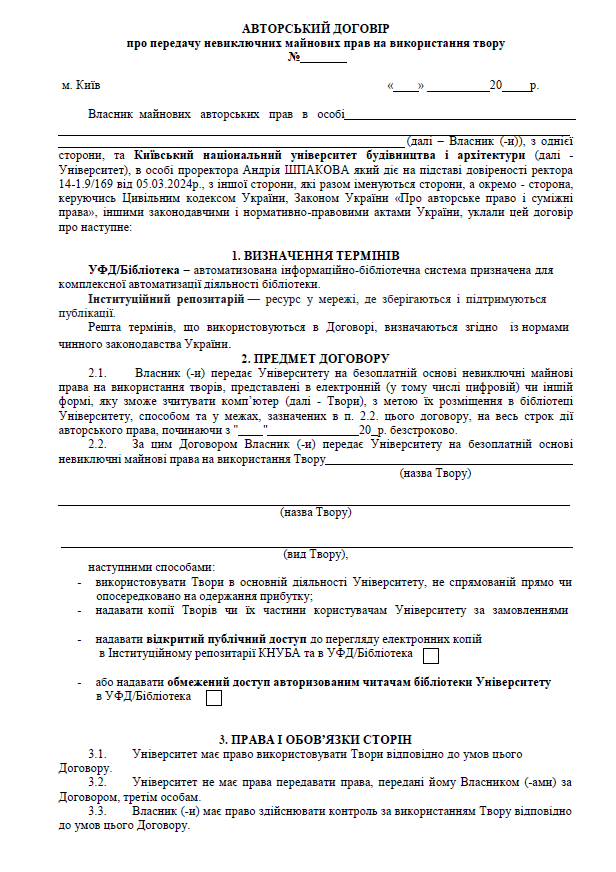 АВТОРСЬКИЙ ДОГОВІР
про передачу невиключних майнових прав на використання твору
№________
м. Київ «____» ___________20_____р.
Власник майнових авторських прав в особі________________________________________
________________________________________________________________________________________
____________________________________________________________ (далі – Власник (-и)), з однієї
сторони, та Київський національний університет будівництва і архітектури (далі -
Університет), в особі проректора Андрія ШПАКОВА який діє на підставі довіреності ректора
14-1.9/169 від 05.03.2024р., з іншої сторони, які разом іменуються сторони, а окремо - сторона,
керуючись Цивільним кодексом України, Законом України «Про авторське право і суміжні
права», іншими законодавчими і нормативно-правовими актами України, уклали цей договір
про наступне:
1. ВИЗНАЧЕННЯ ТЕРМІНІВ
УФД/Бібліотека – автоматизована інформаційно-бібліотечна система призначена для
комплексної автоматизації діяльності бібліотеки.
Інституційний репозитарій — ресурс у мережі, де зберігаються і підтримуються
публікації.
Решта термінів, що використовуються в Договорі, визначаються згідно із нормами
чинного законодавства України.
2. ПРЕДМЕТ ДОГОВОРУ
2.1. Власник (-и) передає Університету на безоплатній основі невиключні майнові
права на використання творів, представлені в електронній (у тому числі цифровій) чи іншій
формі, яку зможе зчитувати комп’ютер (далі - Твори), з метою їх розміщення в бібліотеці
Університету, способом та у межах, зазначених в п. 2.2. цього договору, на весь строк дії
авторського права, починаючи з "____"________________20_р. безстроково.
2.2. За цим Договором Власник (-и) передає Університету на безоплатній основі
невиключні майнові права на використання Твору___________________________________________
(назва Твору)
________________________________________________________________________________________
(назва Твору)
________________________________________________________________________________________
(вид Твору),
наступними способами:
- використовувати Твори в основній діяльності Університету, не спрямованій прямо чи
опосередковано на одержання прибутку;
- надавати копії Творів чи їх частини користувачам Університету за замовленнями
- надавати відкритий публічний доступ до перегляду електронних копій
в Інституційному репозитарії КНУБА та в УФД/Бібліотека
- або надавати обмежений доступ авторизованим читачам бібліотеки Університету
в УФД/Бібліотека
3. ПРАВА І ОБОВ’ЯЗКИ СТОРІН
3.1. Університет має право використовувати Твори відповідно до умов цього
Договору.
3.2. Університет не має права передавати права, передані йому Власником (-ами) за
Договором, третім особам.
3.3. Власник (-и) має право здійснювати контроль за використанням Твору відповідно
до умов цього Договору.